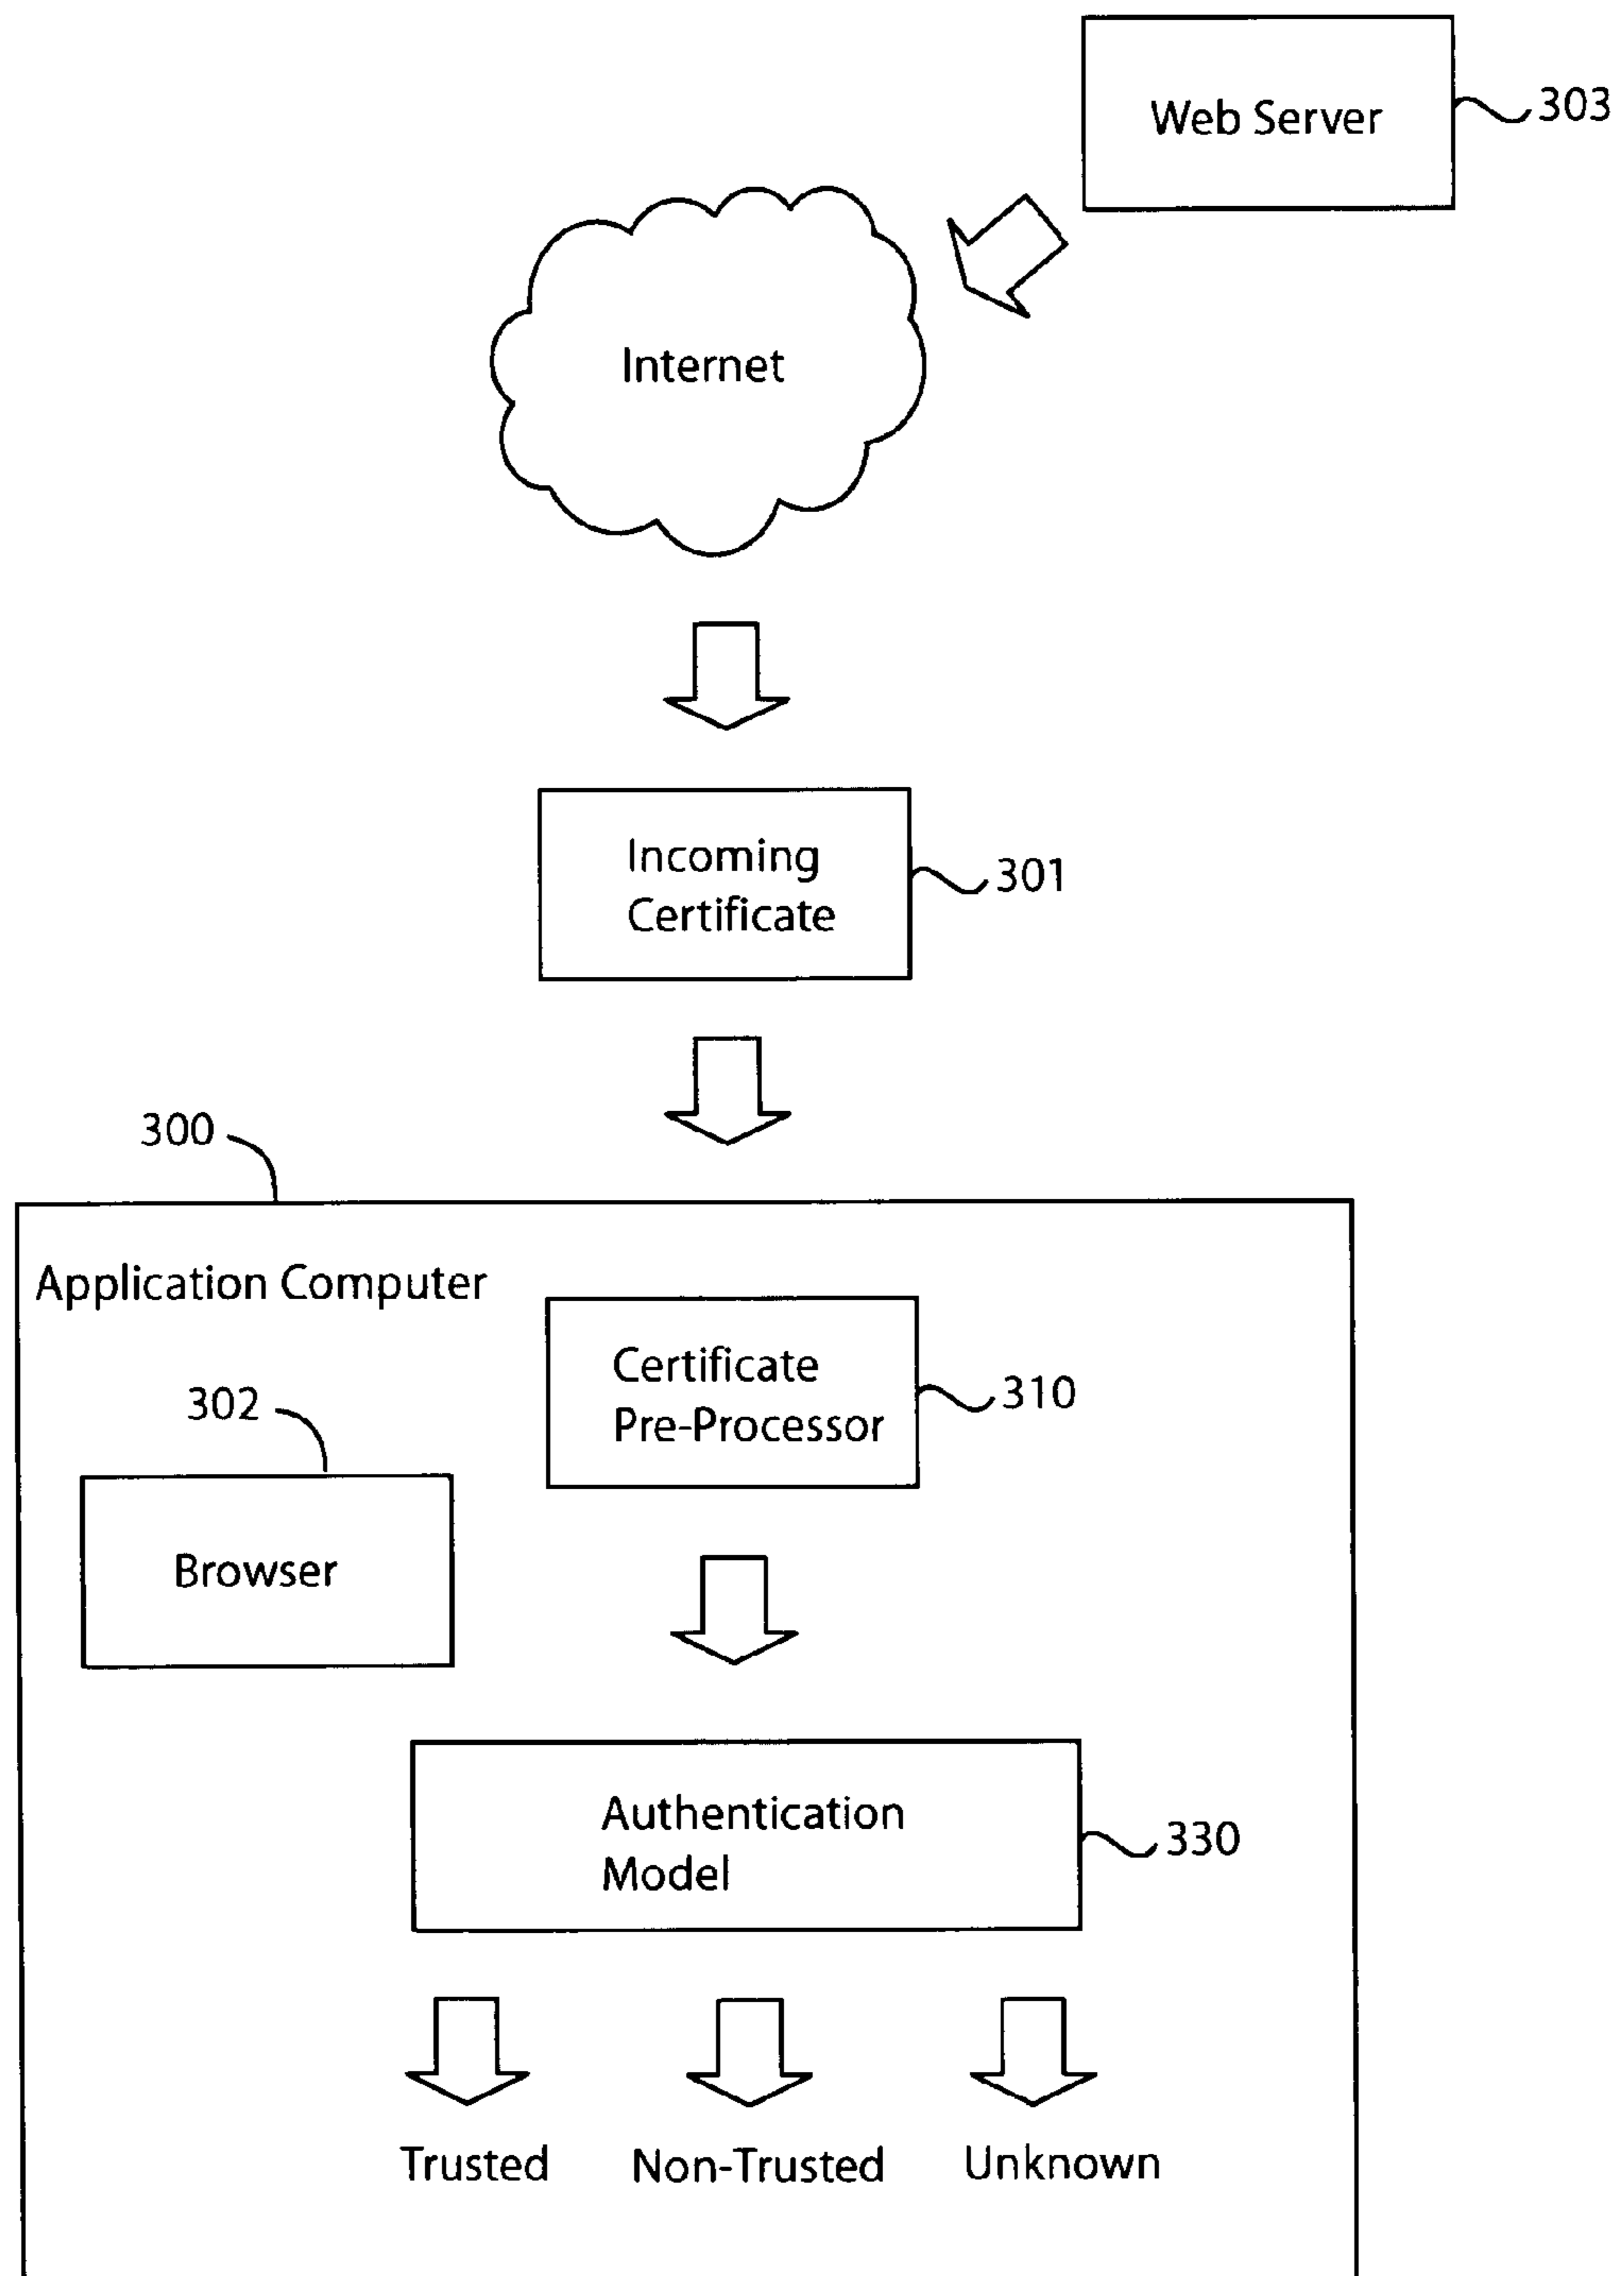 Web Server
303
Internet
Incoming
Certificate
301
300
Application Computer
Certificate
Pre-Processor
310
302
Browser
Authentication
Model
330
Trusted
Non-Trusted
Unknown